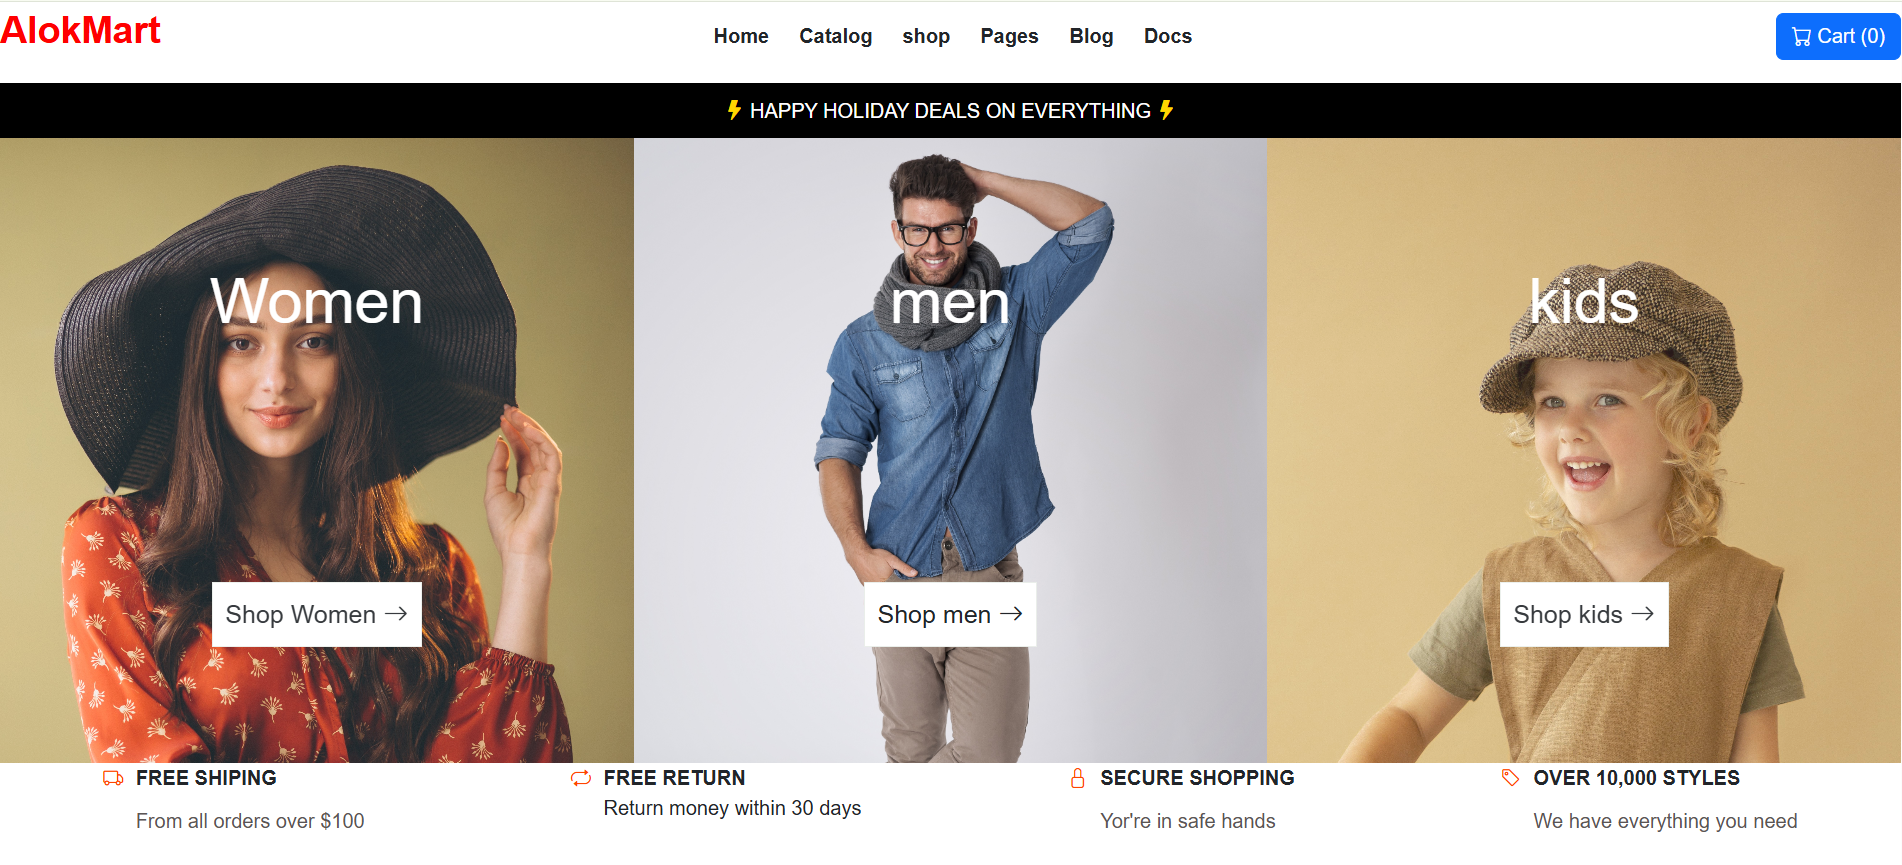 AlokMart
Home Catalog shop Pages Blog Docs
Cart (0)
HAPPY HOLIDAY DEALS ON EVERYTHING
Women
men
kids
Shop Women
Shop men
Shop kids
FREE SHIPING
From all orders over $100
FREE RETURN
Return money within 30 days
SECURE SHOPPING
Yor're in safe hands
OVER 10,000 STYLES
We have everything you need